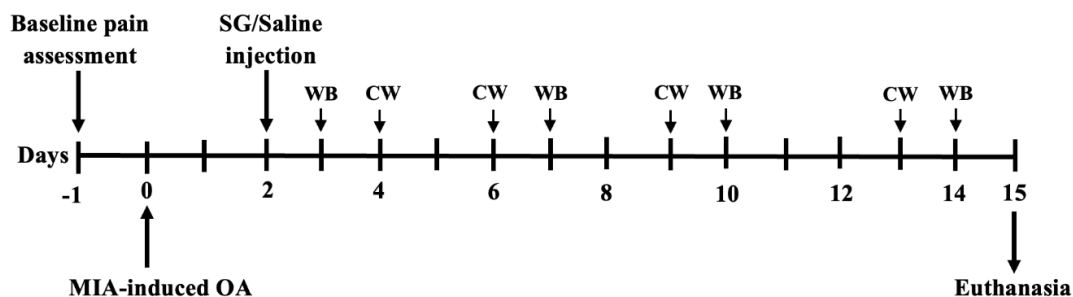 Baseline pain
assessment
SG/Saline
injection
WB CW CW WB CW WB CW WB
Days
-1 0 2 4 6 8 10 12 14 15
MIA-induced OA
Euthanasia